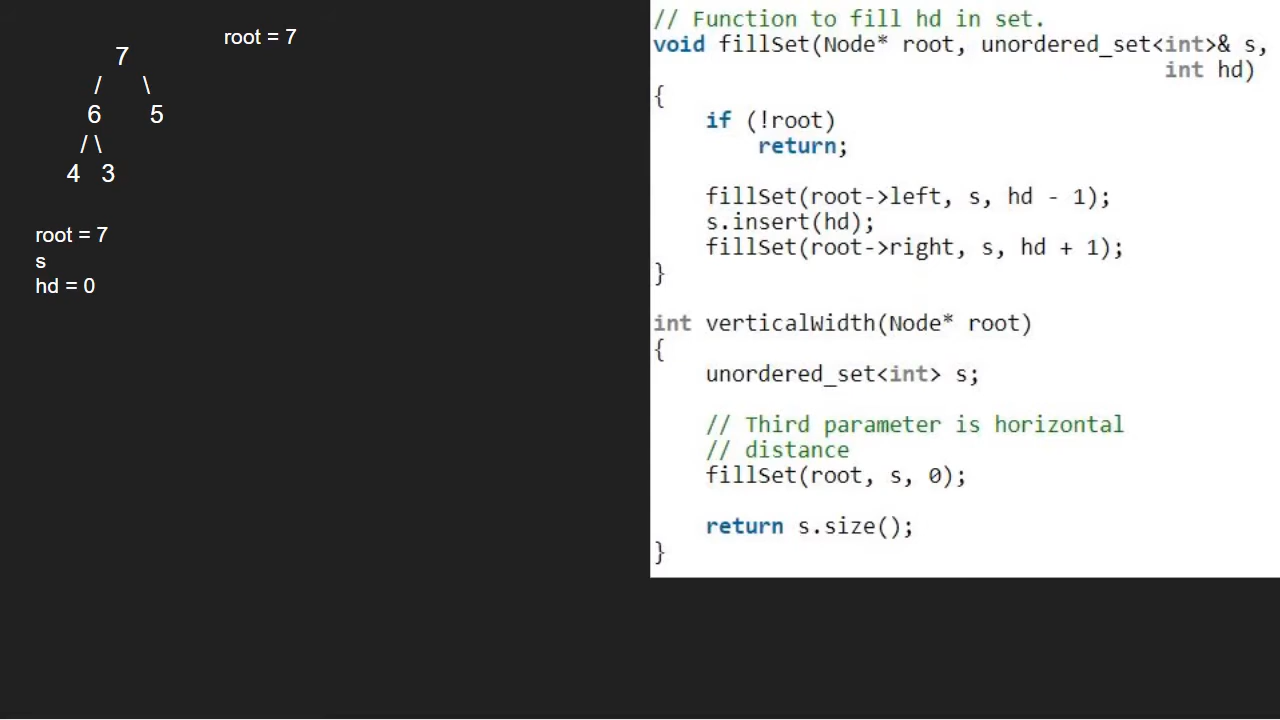 root = 7
7
/ \
6 5
/ \
4 3
root = 7
s
hd = 0
// Function to fill hd in set.
void fillSet(Node* root, unordered_set<int>& s,
int hd)
{
if (!root)
return;
fillSet(root->left, s, hd - 1);
s.insert(hd);
fillSet(root->right, s, hd + 1);
}
int verticalWidth(Node* root)
{
unordered_set<int> s;
// Third parameter is horizontal
// distance
fillSet(root, s, 0);
return s.size();
}